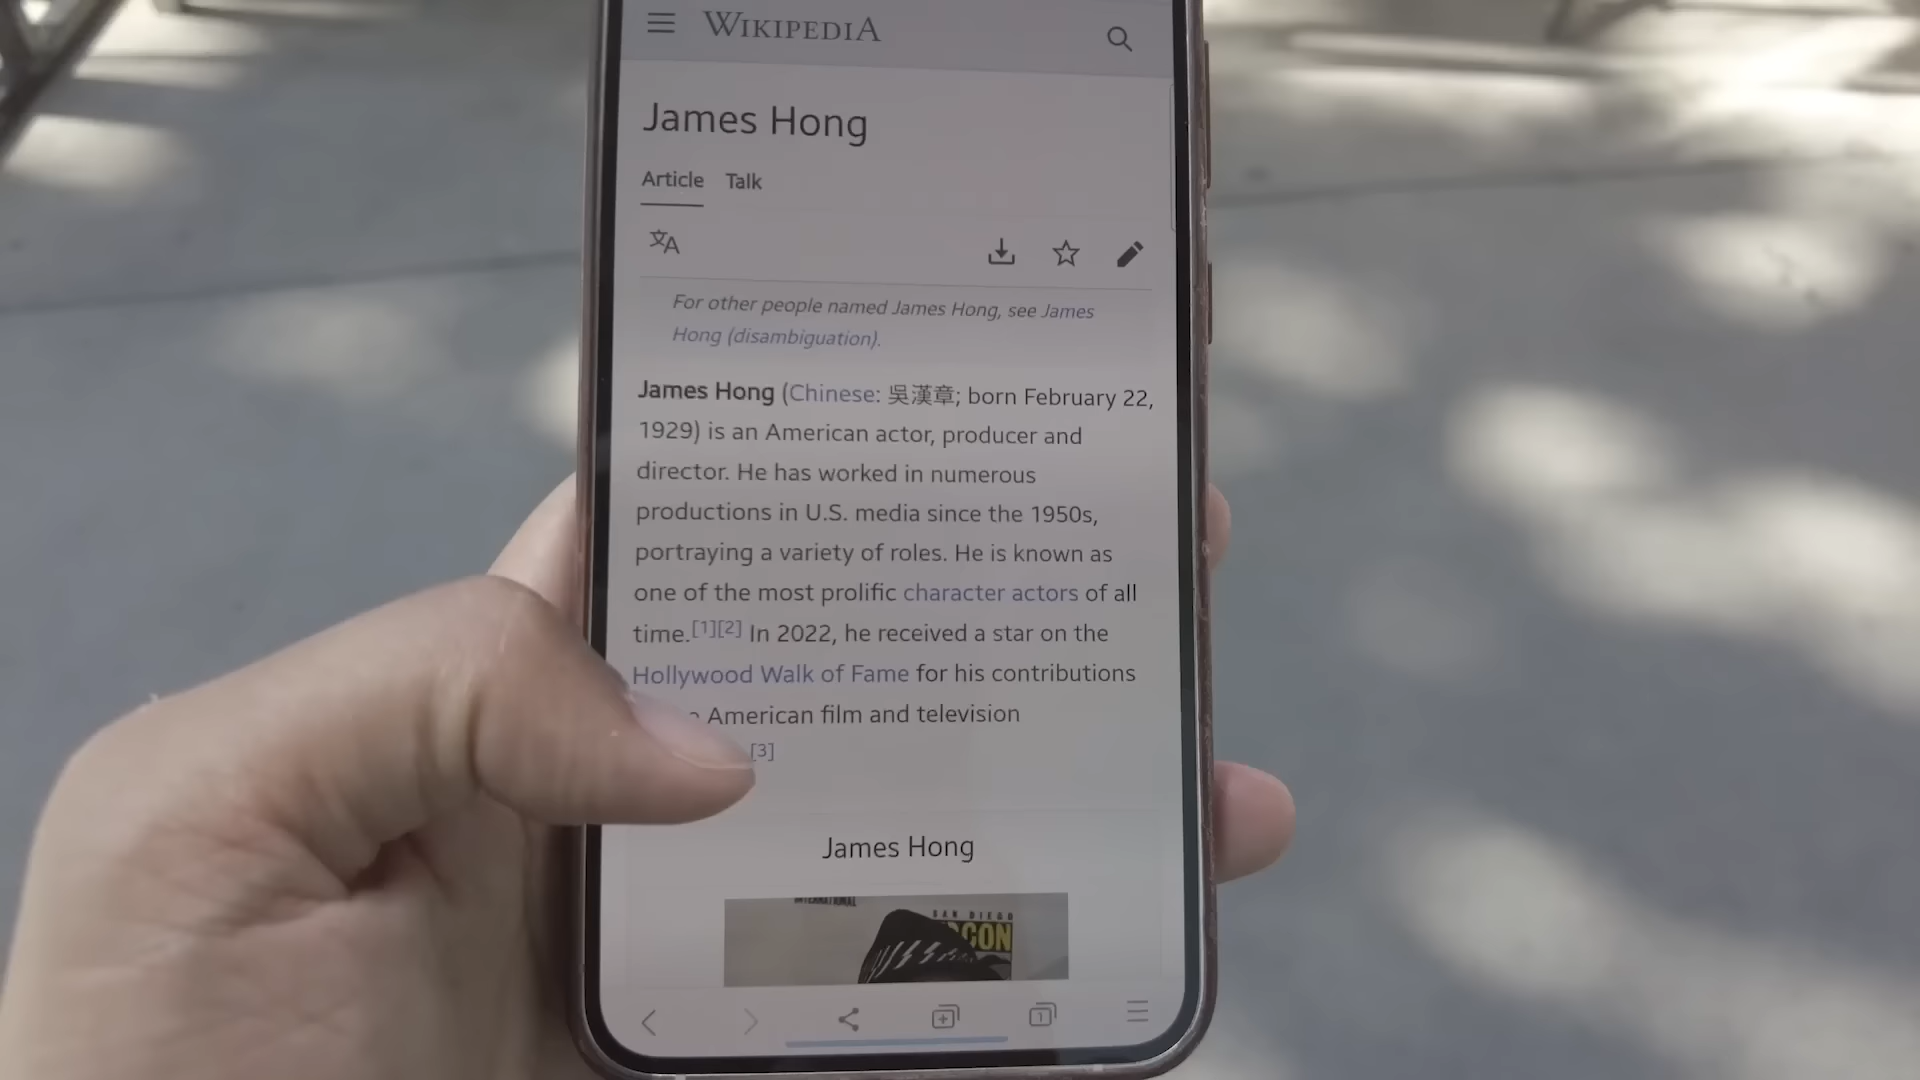 WIKIPEDIA
James Hong
Article Talk
For other people named James Hong, see James
Hong (disambiguation).
James Hong (Chinese: 吳漢章; born February 22,
1929) is an American actor, producer and
director. He has worked in numerous
productions in U.S. media since the 1950s,
portraying a variety of roles. He is known as
one of the most prolific character actors of all
time.[1][2] In 2022, he received a star on the
Hollywood Walk of Fame for his contributions
American film and television
[3]
James Hong
INTERNATIONAL
SAN DIEGO
CON
1